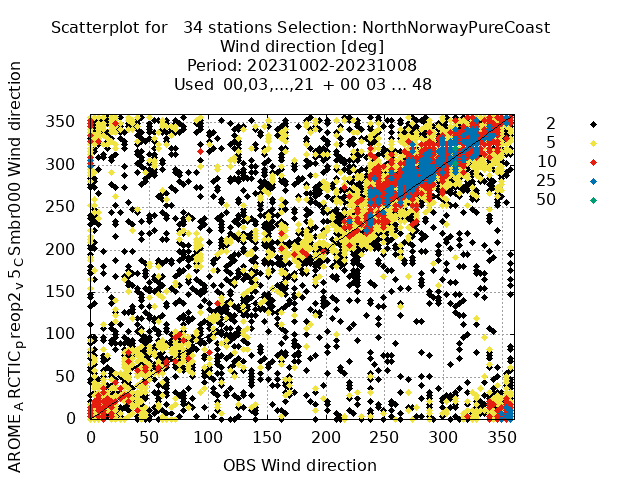 Scatterplot for   34 stations Selection: NorthNorwayPureCoast
Wind direction [deg]
Period: 20231002-20231008
Used 00,03,...,21 + 00 03 ... 48
AROME_ARCTIC_preop2_v5_CSmbr000 Wind direction
350
300
250
200
150
100
50
0
0 50 100 150 200 250 300 350
OBS Wind direction
2
5
10
25
50